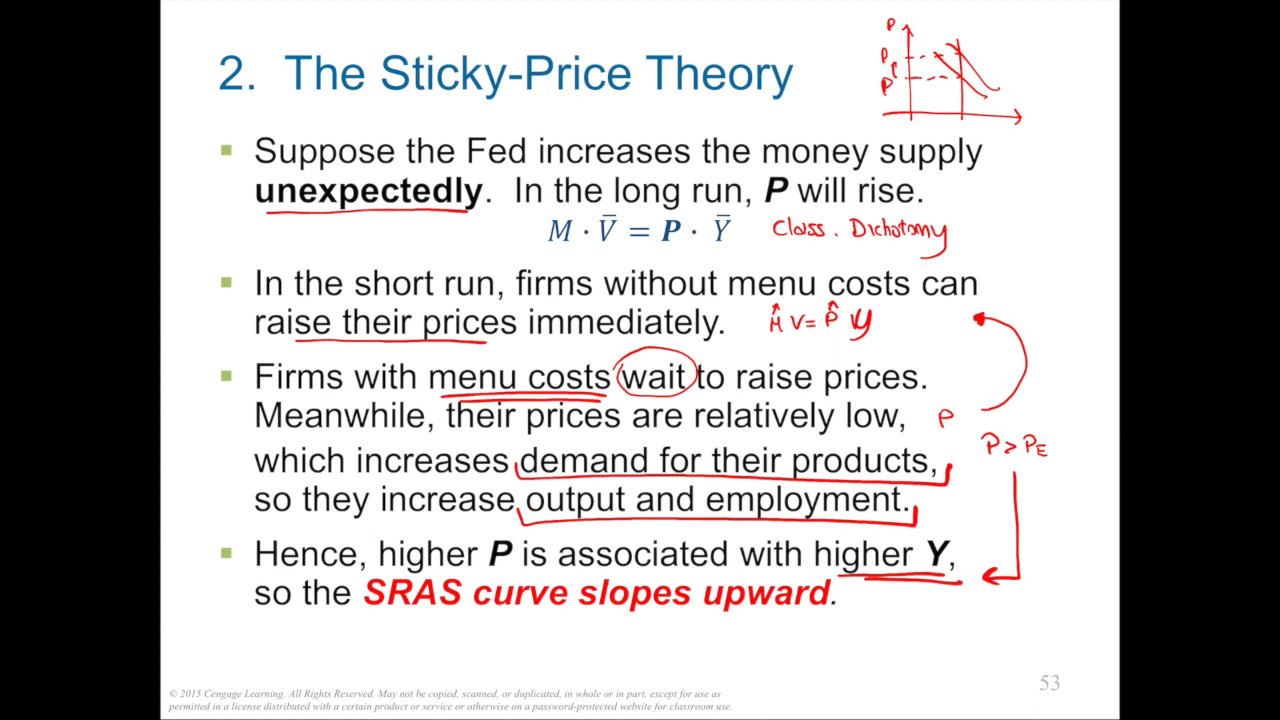 2. The Sticky-Price Theory
P
P
P
Suppose the Fed increases the money supply
unexpectedly. In the long run, P will rise.
M · V̄ = P · Ȳ Class. Dichotomy
In the short run, firms without menu costs can
raise their prices immediately. M̂ V = P̂ Y
Firms with menu costs wait to raise prices.
Meanwhile, their prices are relatively low, P
P > PE
which increases demand for their products,
so they increase output and employment.
Hence, higher P is associated with higher Y,
so the SRAS curve slopes upward.
© 2015 Cengage Learning. All Rights Reserved. May not be copied, scanned, or duplicated, in whole or in part, except for use as
permitted in a license distributed with a certain product or service or otherwise on a password-protected website for classroom use.
53